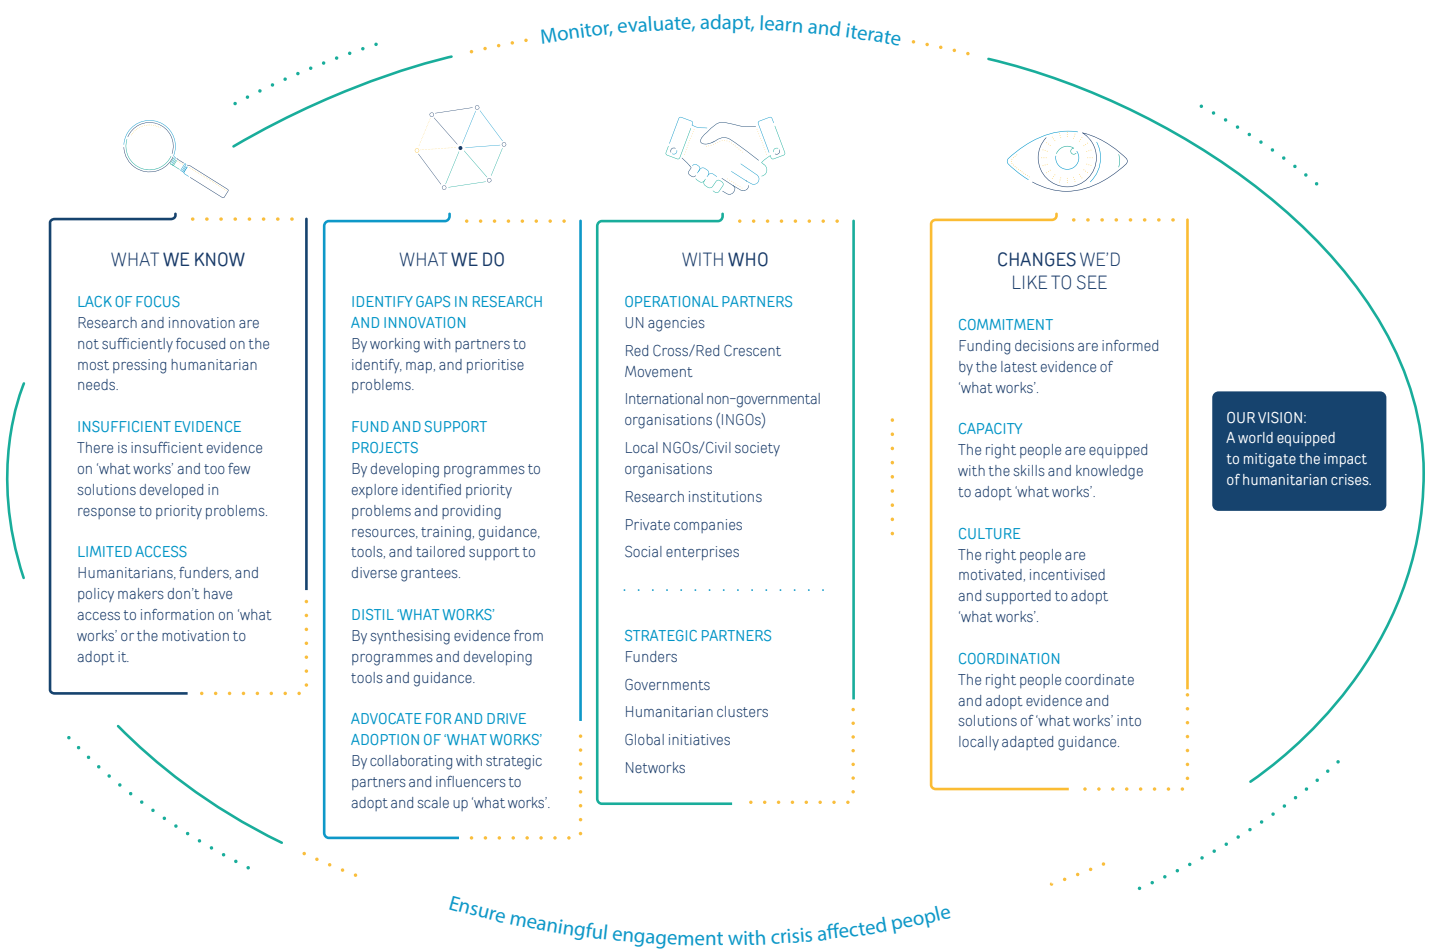 Monitor, evaluate, adapt, learn and iterate
WHAT WE KNOW
LACK OF FOCUS
Research and innovation are
not sufficiently focused on the
most pressing humanitarian
needs.
INSUFFICIENT EVIDENCE
There is insufficient evidence
on ‘what works’ and too few
solutions developed in
response to priority problems.
LIMITED ACCESS
Humanitarians, funders, and
policy makers don’t have
access to information on ‘what
works’ or the motivation to
adopt it.
WHAT WE DO
IDENTIFY GAPS IN RESEARCH
AND INNOVATION
By working with partners to
identify, map, and prioritise
problems.
FUND AND SUPPORT
PROJECTS
By developing programmes to
explore identified priority
problems and providing
resources, training, guidance,
tools, and tailored support to
diverse grantees.
DISTIL ‘WHAT WORKS’
By synthesising evidence from
programmes and developing
tools and guidance.
ADVOCATE FOR AND DRIVE
ADOPTION OF ‘WHAT WORKS’
By collaborating with strategic
partners and influencers to
adopt and scale up ‘what works’.
WITH WHO
OPERATIONAL PARTNERS
UN agencies
Red Cross/Red Crescent
Movement
International non-governmental
organisations (INGOs)
Local NGOs/Civil society
organisations
Research institutions
Private companies
Social enterprises
STRATEGIC PARTNERS
Funders
Governments
Humanitarian clusters
Global initiatives
Networks
CHANGES WE’D
LIKE TO SEE
COMMITMENT
Funding decisions are informed
by the latest evidence of
‘what works’.
CAPACITY
The right people are equipped
with the skills and knowledge
to adopt ‘what works’.
CULTURE
The right people are
motivated, incentivised
and supported to adopt
‘what works’.
COORDINATION
The right people coordinate
and adopt evidence and
solutions of ‘what works’ into
locally adapted guidance.
OUR VISION:
A world equipped
to mitigate the impact
of humanitarian crises.
Ensure meaningful engagement with crisis affected people